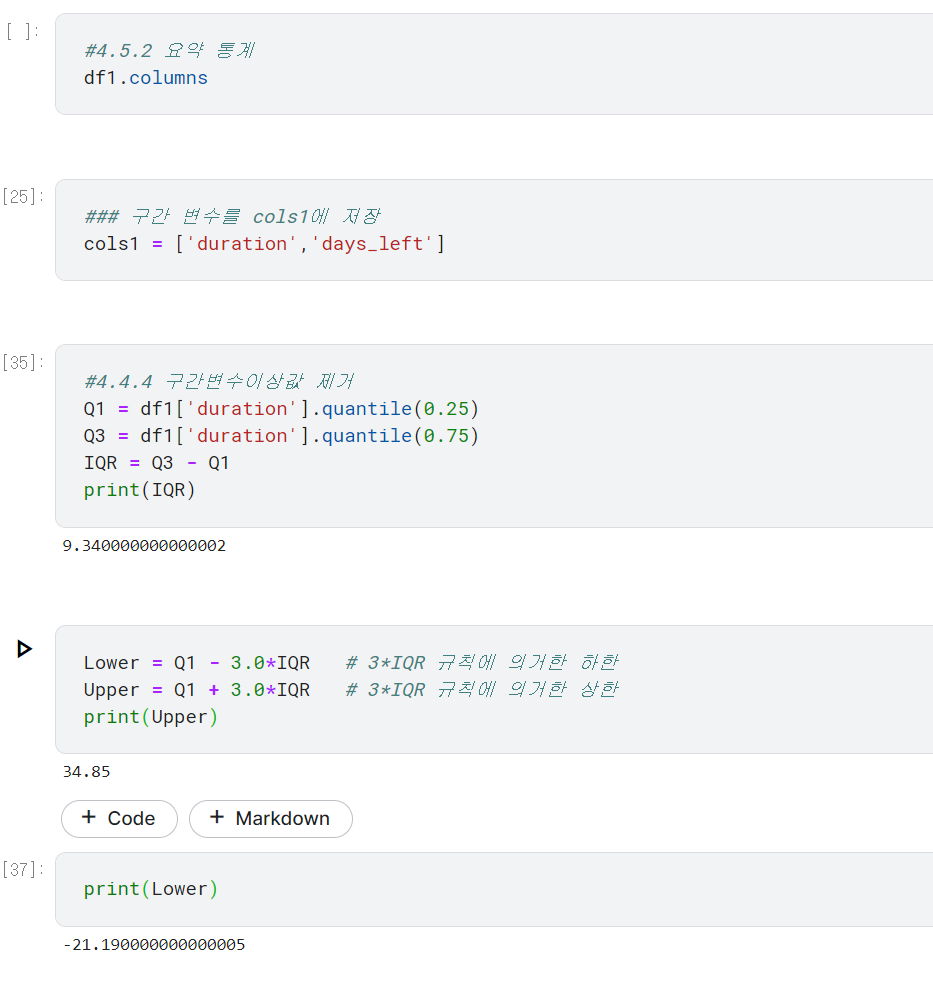 [ ]:
#4.5.2 요약 통계
df1.columns
[25]:
### 구간 변수를 cols1에 저장
cols1 = ['duration','days_left']
[35]:
#4.4.4 구간변수이상값 제거
Q1 = df1['duration'].quantile(0.25)
Q3 = df1['duration'].quantile(0.75)
IQR = Q3 - Q1
print(IQR)
9.340000000000002
Lower = Q1 - 3.0*IQR   # 3*IQR 규칙에 의거한 하한
Upper = Q1 + 3.0*IQR   # 3*IQR 규칙에 의거한 상한
print(Upper)
34.85
+ Code + Markdown
[37]:
print(Lower)
-21.190000000000005